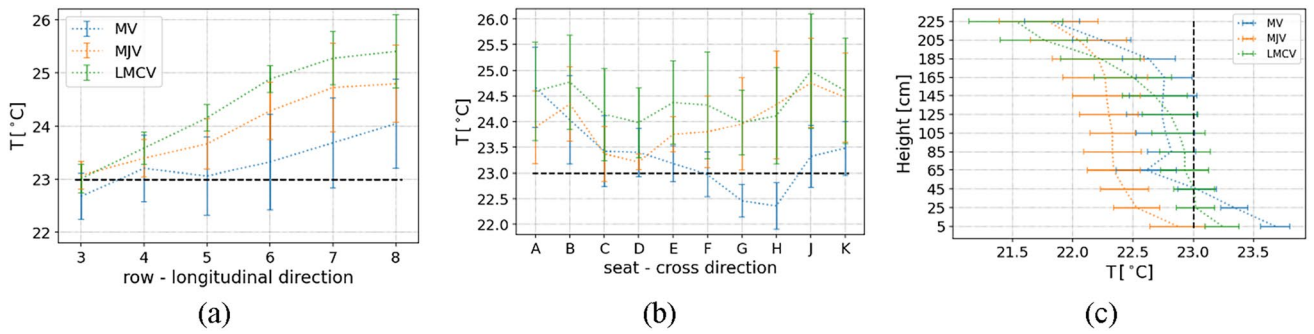 26
25
24
23
22
T[°C]
MV
MJV
LMCV
3 4 5 6 7 8
row - longitudinal direction
(a)
26.0
25.5
25.0
24.5
24.0
23.5
23.0
22.5
22.0
T[°C]
A B C D E F G H J K
seat - cross direction
(b)
225
205
185
165
145
125
105
85
65
45
25
5
Height [cm]
MV
MJV
LMCV
21.5 22.0 22.5 23.0 23.5
T[°C]
(c)